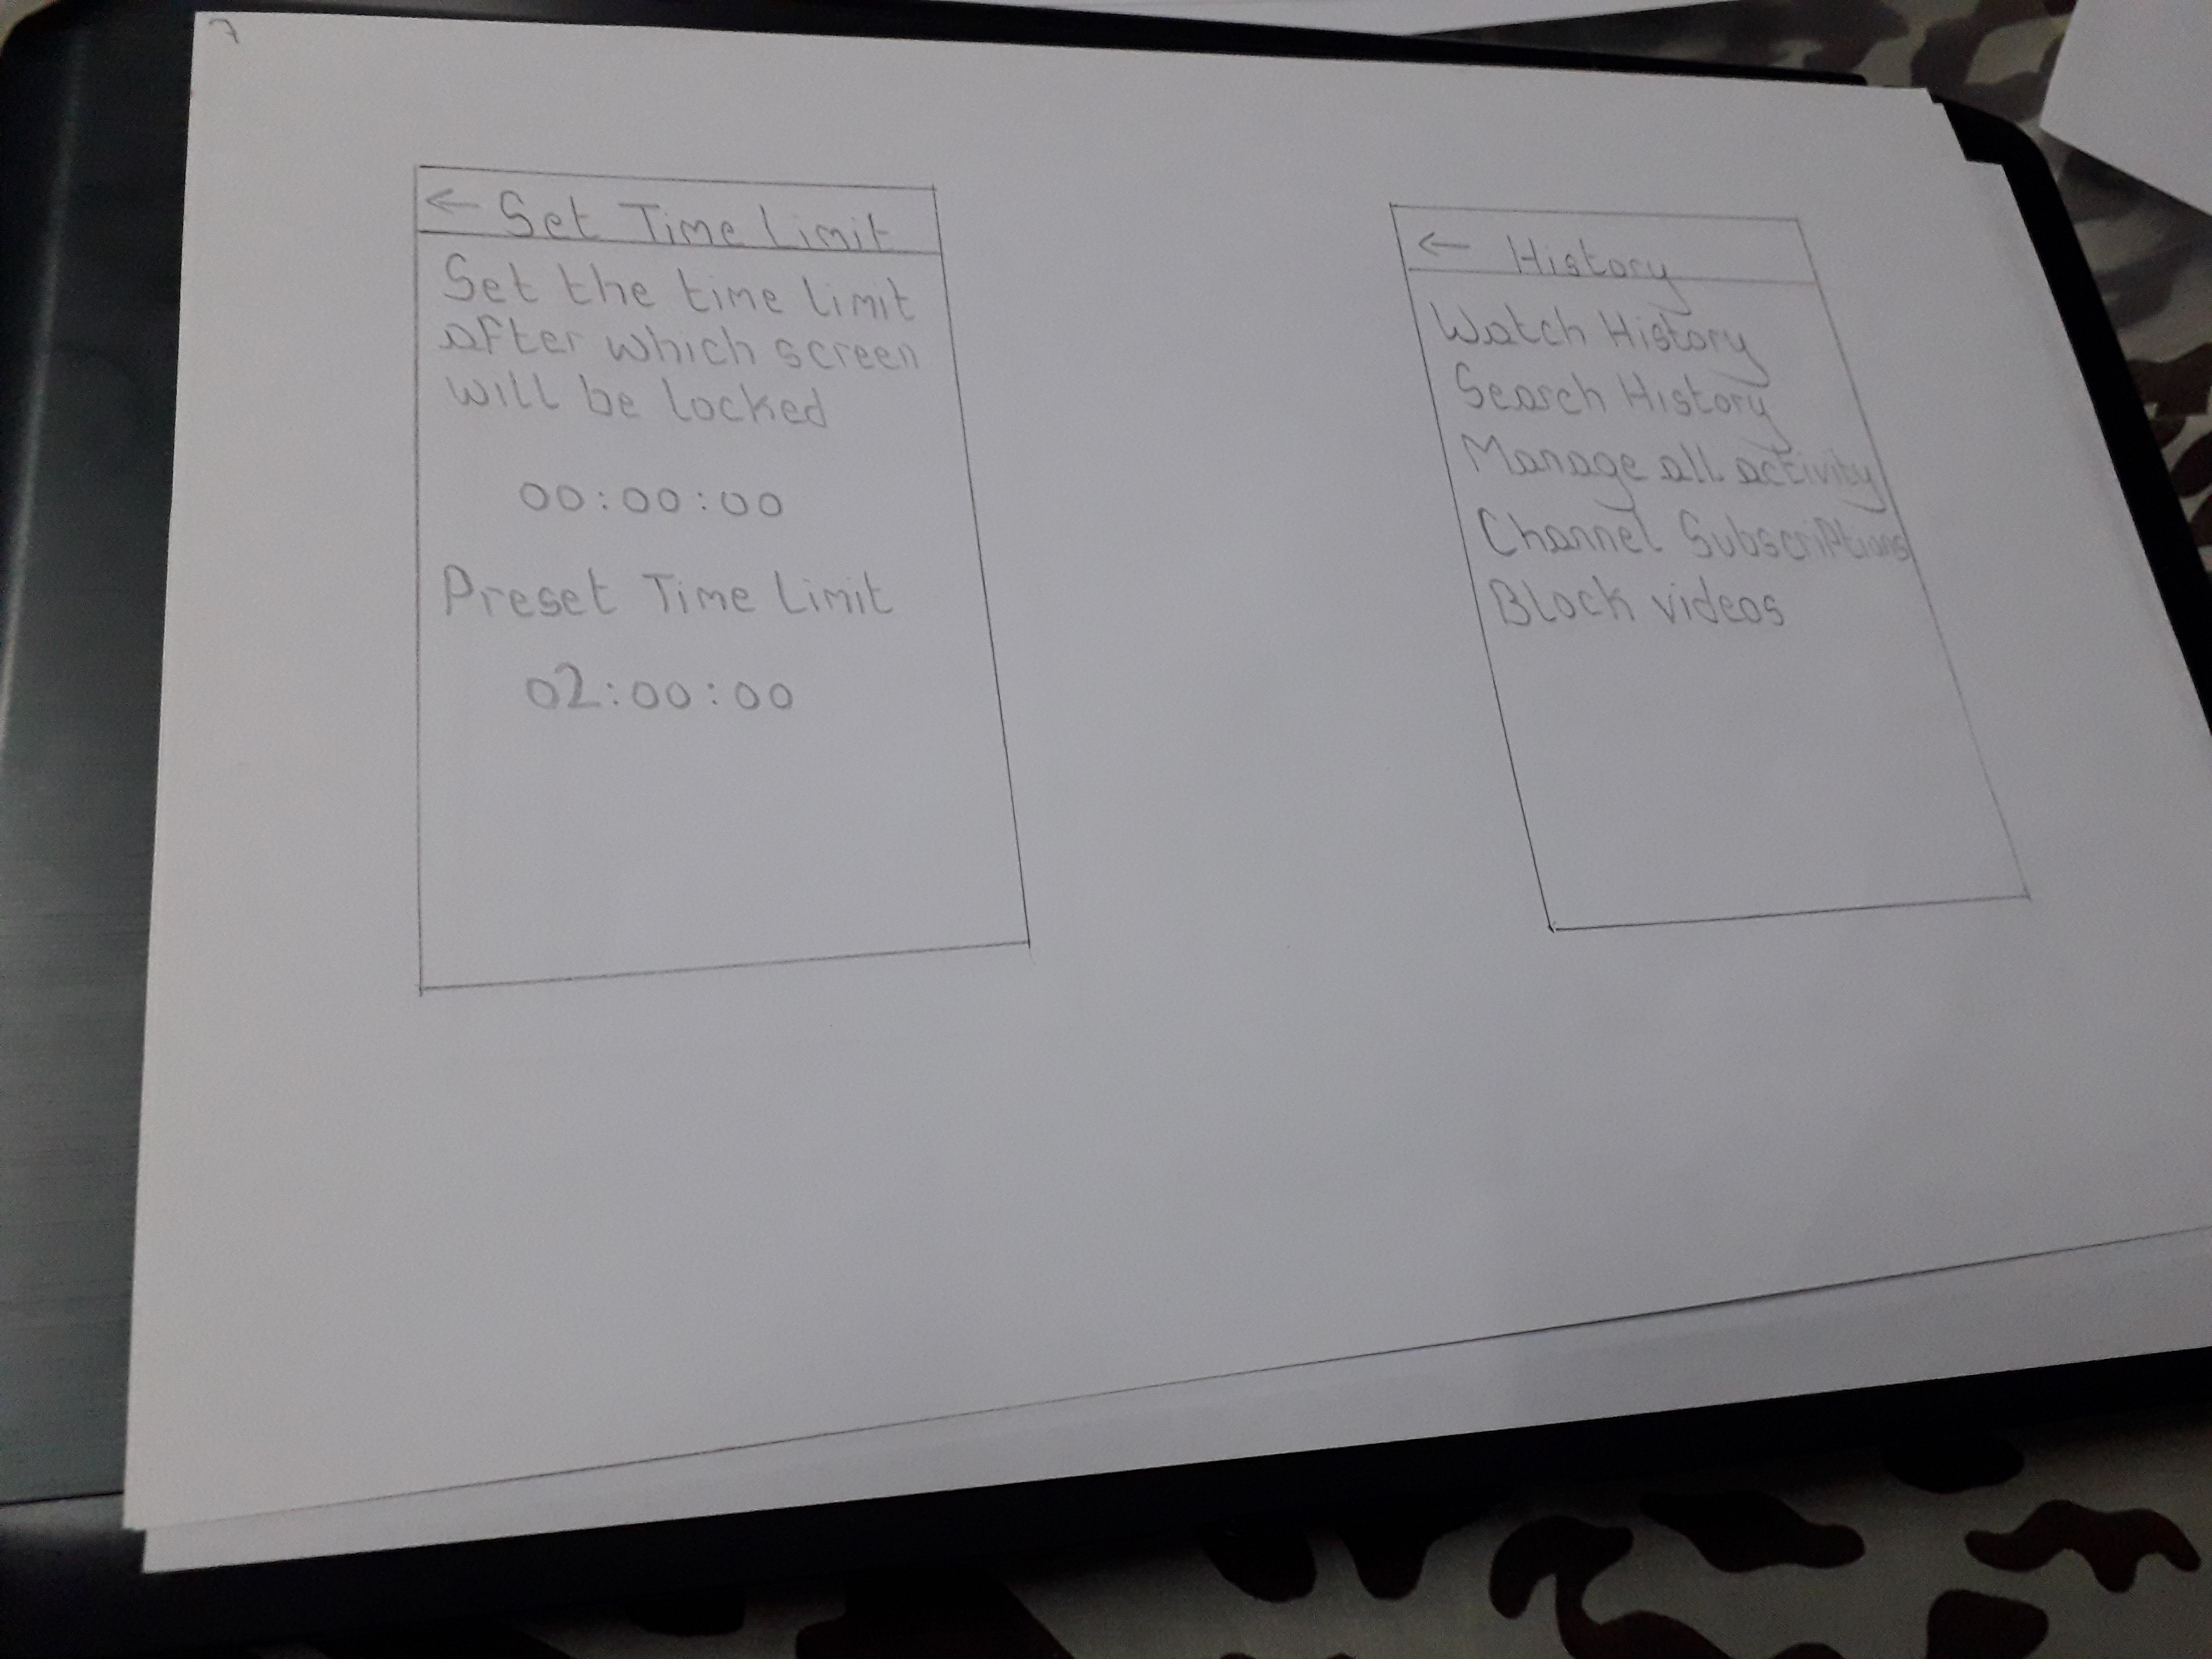 7
← Set Time Limit
Set the time limit
after which screen
will be locked
00:00:00
Preset Time Limit
02:00:00
← History
Watch History
Search History
Manage all activity
Channel Subscriptions
Block videos